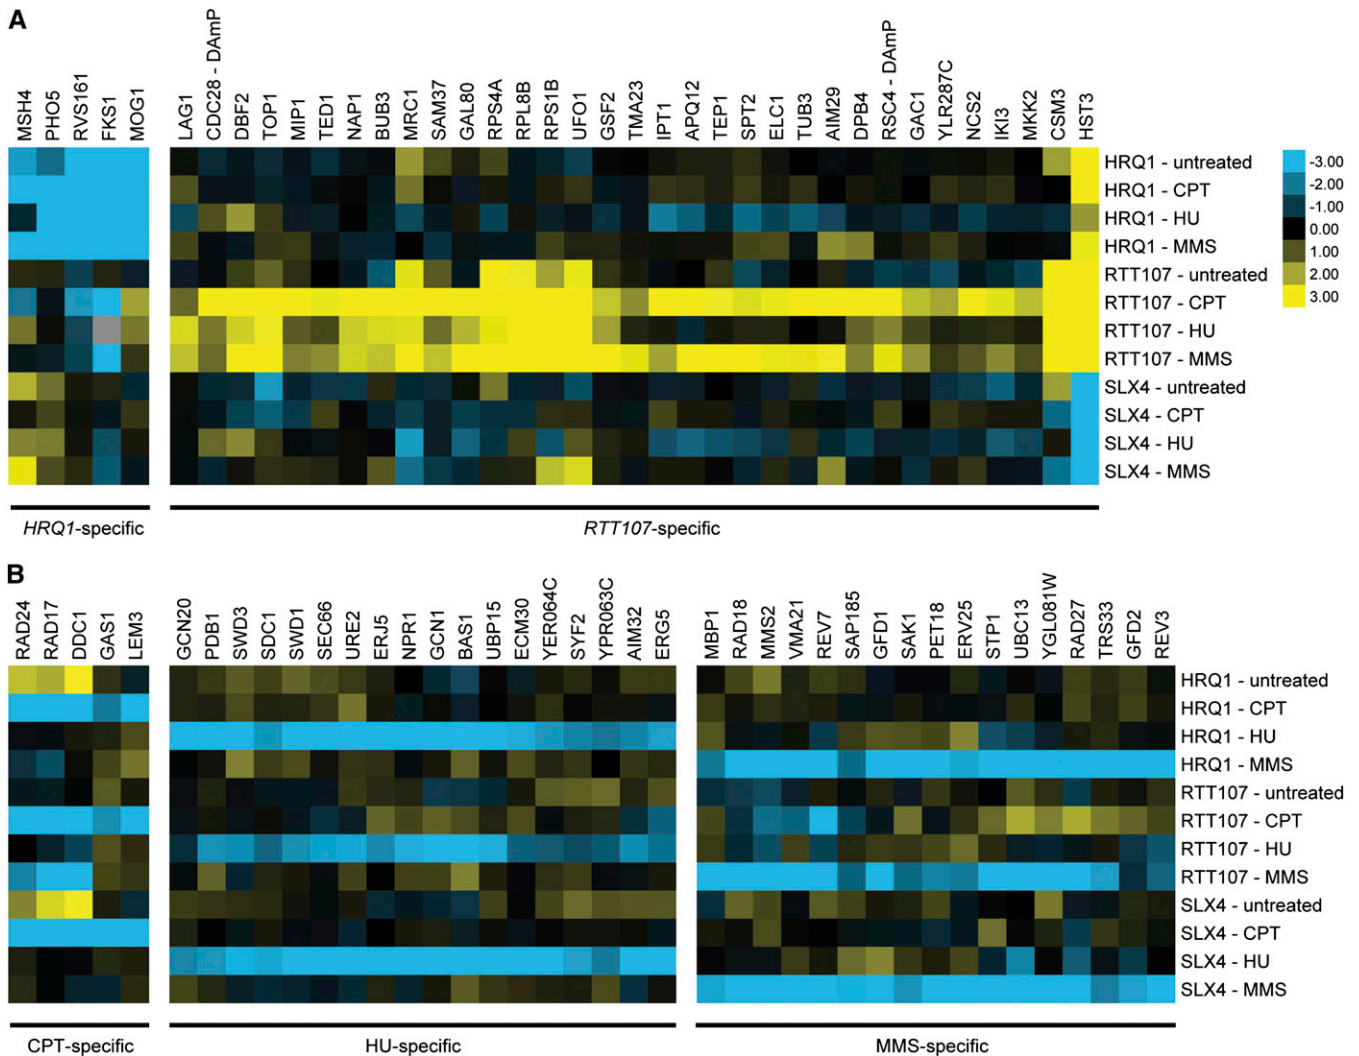 A
MSH4
PHO5
RVS161
FKS1
MOG1
LAG1
CDC28 - DAmP
DBF2
TOP1
MIP1
TED1
NAP1
BUB3
MRC1
SAM37
GAL80
RPS4A
RPL8B
RPS1B
UFO1
GSF2
TMA23
IPT1
APQ12
TEP1
SPT2
ELC1
TUB3
AIM29
DPB4
RSC4 - DAmP
GAC1
YLR287C
NCS2
IKI3
MKK2
CSM3
HST3
HRQ1 - untreated
HRQ1 - CPT
HRQ1 - HU
HRQ1 - MMS
RTT107 - untreated
RTT107 - CPT
RTT107 - HU
RTT107 - MMS
SLX4 - untreated
SLX4 - CPT
SLX4 - HU
SLX4 - MMS
-3.00
-2.00
-1.00
0.00
1.00
2.00
3.00
HRQ1-specific
RTT107-specific
B
RAD24
RAD17
DDC1
GAS1
LEM3
GCN20
PDB1
SWD3
SDC1
SWD1
SEC66
URE2
ERJ5
NPR1
GCN1
BAS1
UBP15
ECM30
YER064C
SYF2
YPR063C
AIM32
ERG5
MBP1
RAD18
MMS2
VMA21
REV7
SAP185
GFD1
SAK1
PET18
ERV25
STP1
UBC13
YGL081W
RAD27
TRS33
GFD2
REV3
HRQ1 - untreated
HRQ1 - CPT
HRQ1 - HU
HRQ1 - MMS
RTT107 - untreated
RTT107 - CPT
RTT107 - HU
RTT107 - MMS
SLX4 - untreated
SLX4 - CPT
SLX4 - HU
SLX4 - MMS
CPT-specific
HU-specific
MMS-specific